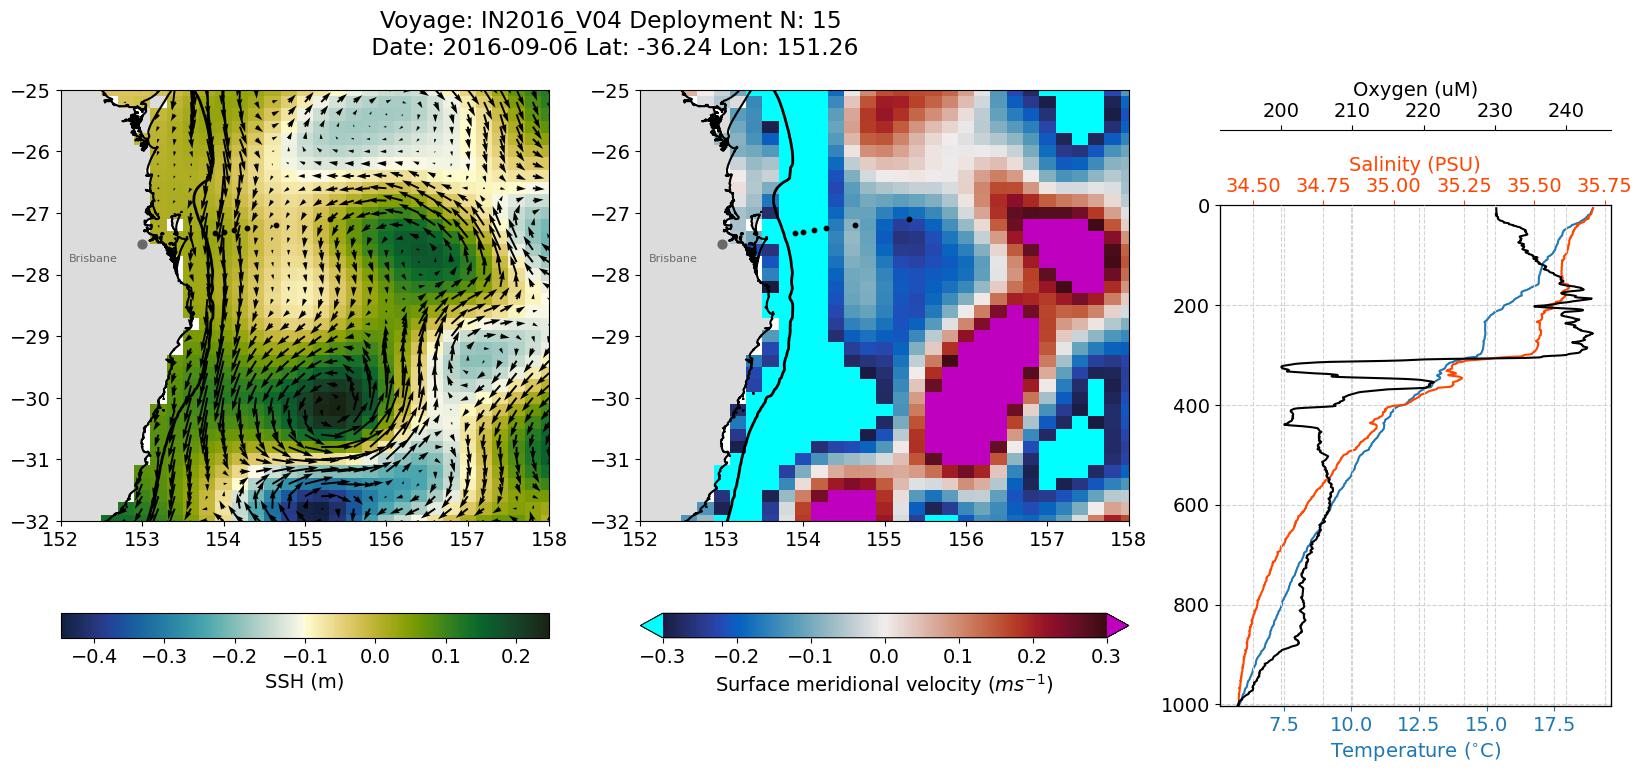 Voyage: IN2016_V04 Deployment N: 15
Date: 2016-09-06 Lat: -36.24 Lon: 151.26
−25
−26
−27
−28
−29
−30
−31
−32
152 153 154 155 156 157 158
Brisbane
−0.4 −0.3 −0.2 −0.1 0.0 0.1 0.2
SSH (m)
−25
−26
−27
−28
−29
−30
−31
−32
152 153 154 155 156 157 158
Brisbane
−0.3 −0.2 −0.1 0.0 0.1 0.2 0.3
Surface meridional velocity (ms⁻¹)
Oxygen (uM)
200 210 220 230 240
Salinity (PSU)
34.50 34.75 35.00 35.25 35.50 35.75
0
200
400
600
800
1000
7.5 10.0 12.5 15.0 17.5
Temperature (°C)